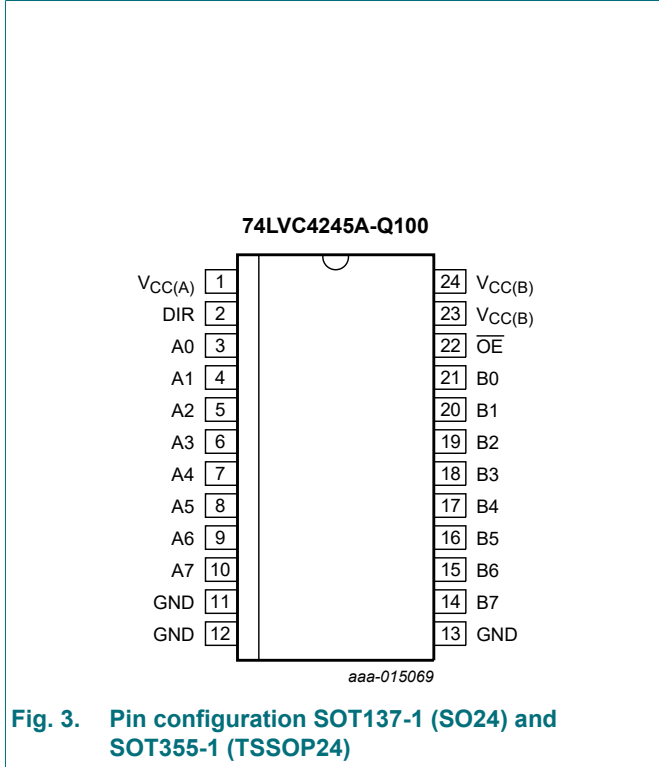 74LVC4245A-Q100
VCC(A) 1 24 VCC(B)
DIR 2 23 VCC(B)
A0 3 22 O̅E̅
A1 4 21 B0
A2 5 20 B1
A3 6 19 B2
A4 7 18 B3
A5 8 17 B4
A6 9 16 B5
A7 10 15 B6
GND 11 14 B7
GND 12 13 GND
aaa-015069
Fig. 3. Pin configuration SOT137-1 (SO24) and
SOT355-1 (TSSOP24)